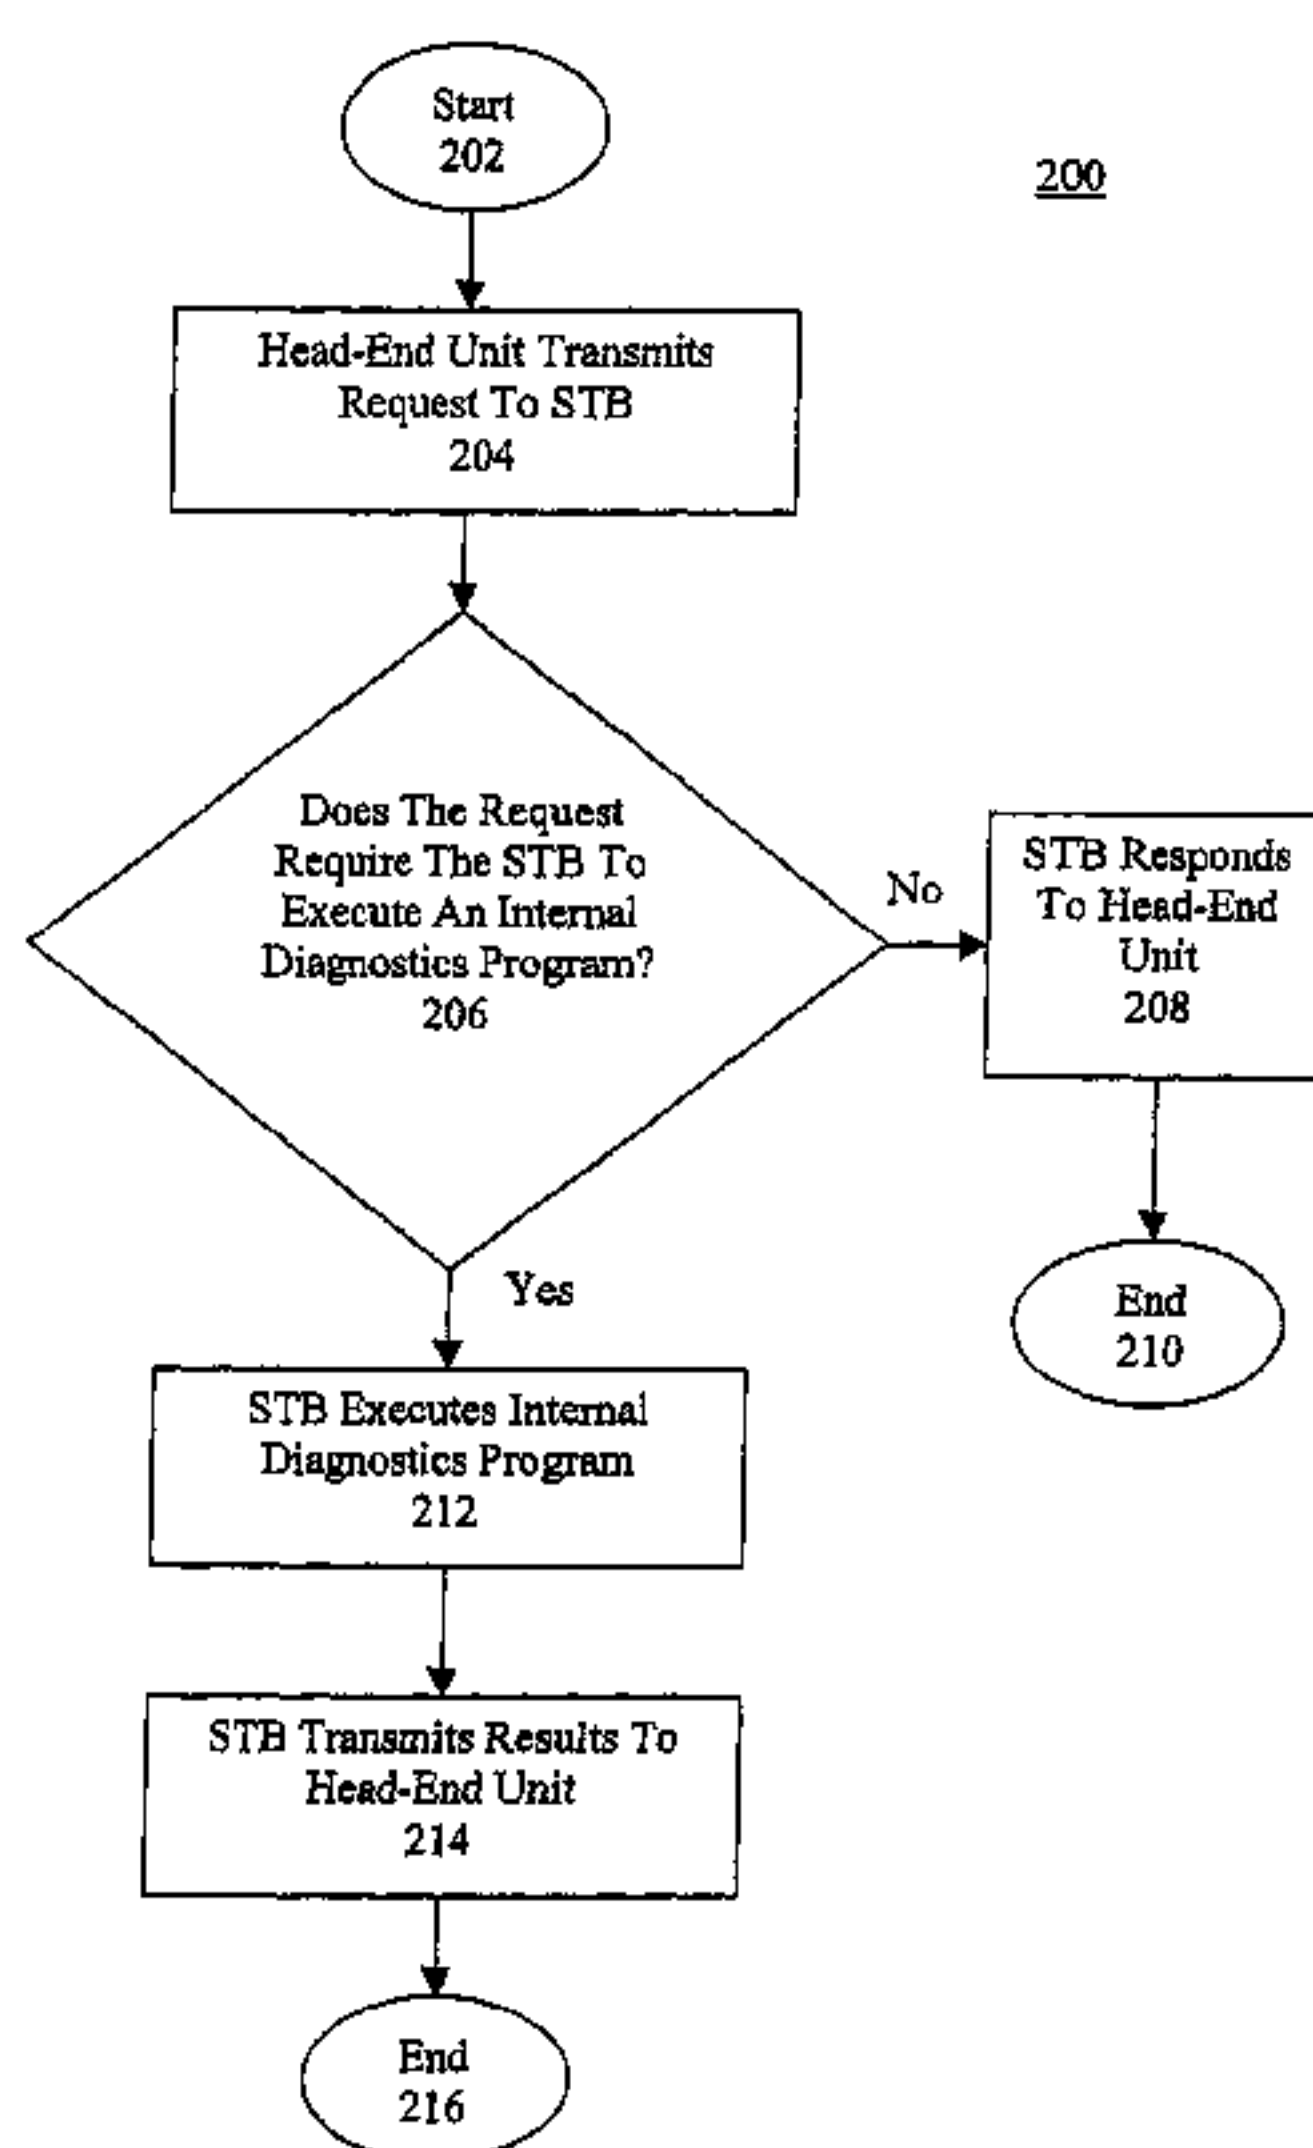 Start
202
200
Head-End Unit Transmits
Request To STB
204
Does The Request
Require The STB To
Execute An Internal
Diagnostics Program?
206
No
STB Responds
To Head-End
Unit
208
End
210
Yes
STB Executes Internal
Diagnostics Program
212
STB Transmits Results To
Head-End Unit
214
End
216